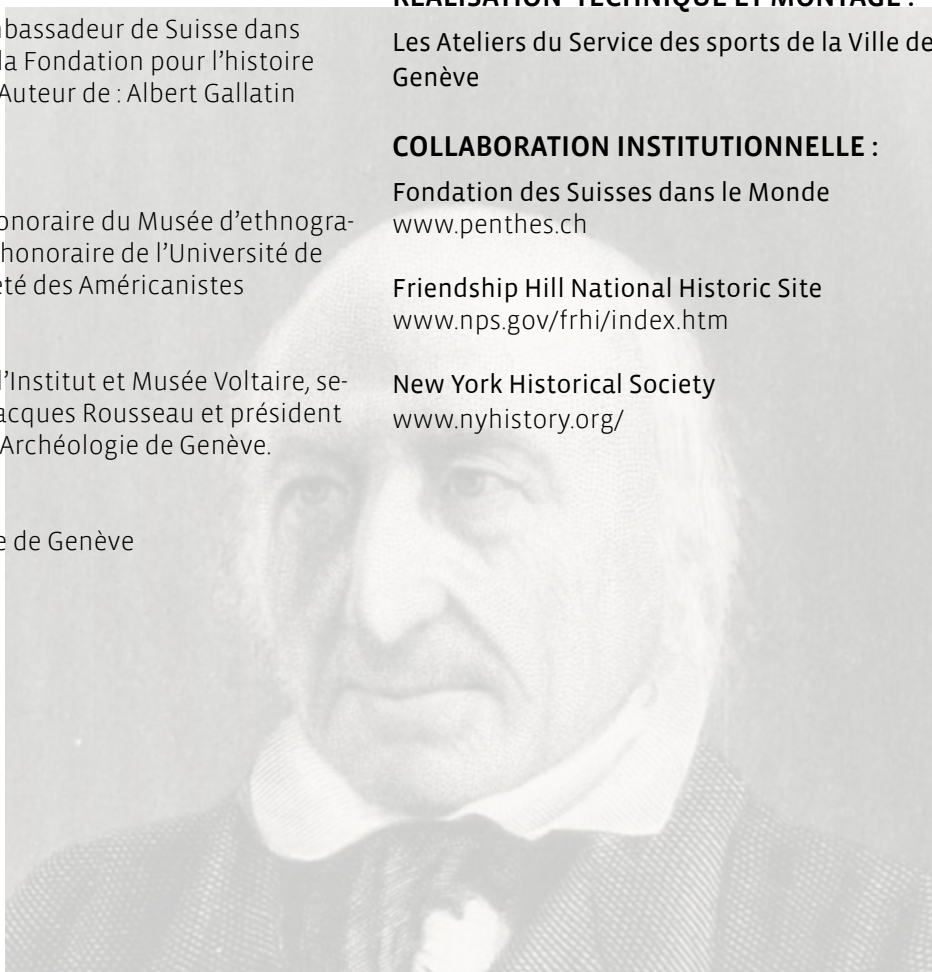 bassadeur de Suisse dans
la Fondation pour l’histoire
Auteur de : Albert Gallatin
onoraire du Musée d’ethnogra-
honoraire de l’Université de
été des Américanistes
l’Institut et Musée Voltaire, se-
acques Rousseau et président
Archéologie de Genève.
e de Genève
RÉALISATION TECHNIQUE ET MONTAGE :
Les Ateliers du Service des sports de la Ville de
Genève
COLLABORATION INSTITUTIONNELLE :
Fondation des Suisses dans le Monde
www.penthes.ch
Friendship Hill National Historic Site
www.nps.gov/frhi/index.htm
New York Historical Society
www.nyhistory.org/